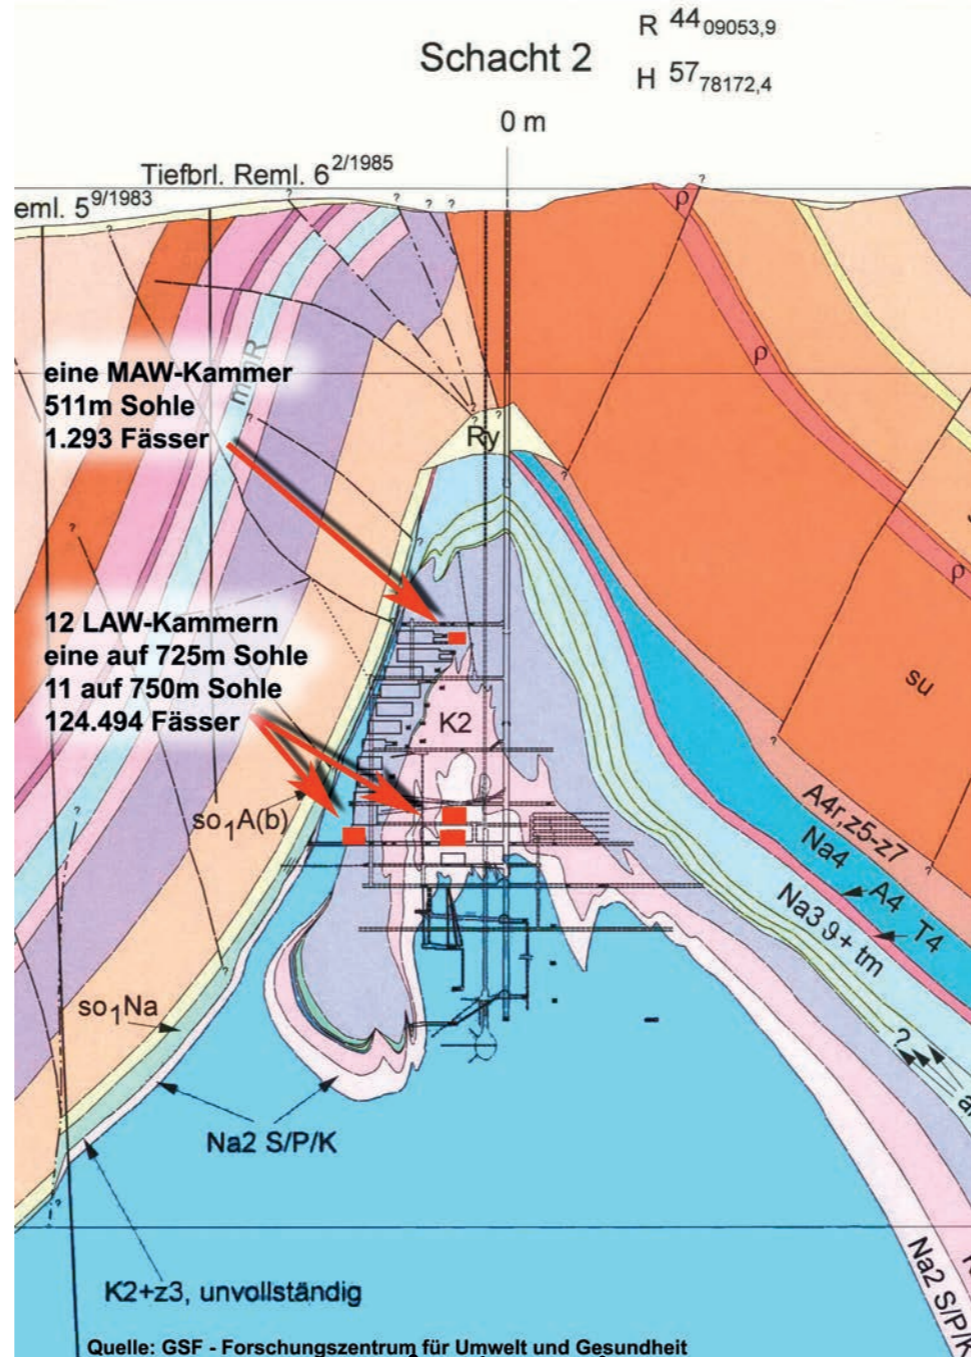 Schacht 2
R 44 09053,9
H 57 78172,4
0 m
Tiefbrl. Reml. 6 2/1985
eml. 5 9/1983
? ? ? ? ?
ρ
eine MAW-Kammer
511m Sohle
1.293 Fässer
ρ
Ry
ρ
12 LAW-Kammern
eine auf 725m Sohle
11 auf 750m Sohle
124.494 Fässer
su
K2
so1A(b)
A4r,z5-z7
Na4
A4
T4
Na3 ϑ+ tm
so1Na
?
Na2 S/P/K
K2+z3, unvollständig
Na2 S/P/K
Quelle: GSF - Forschungszentrum für Umwelt und Gesundheit